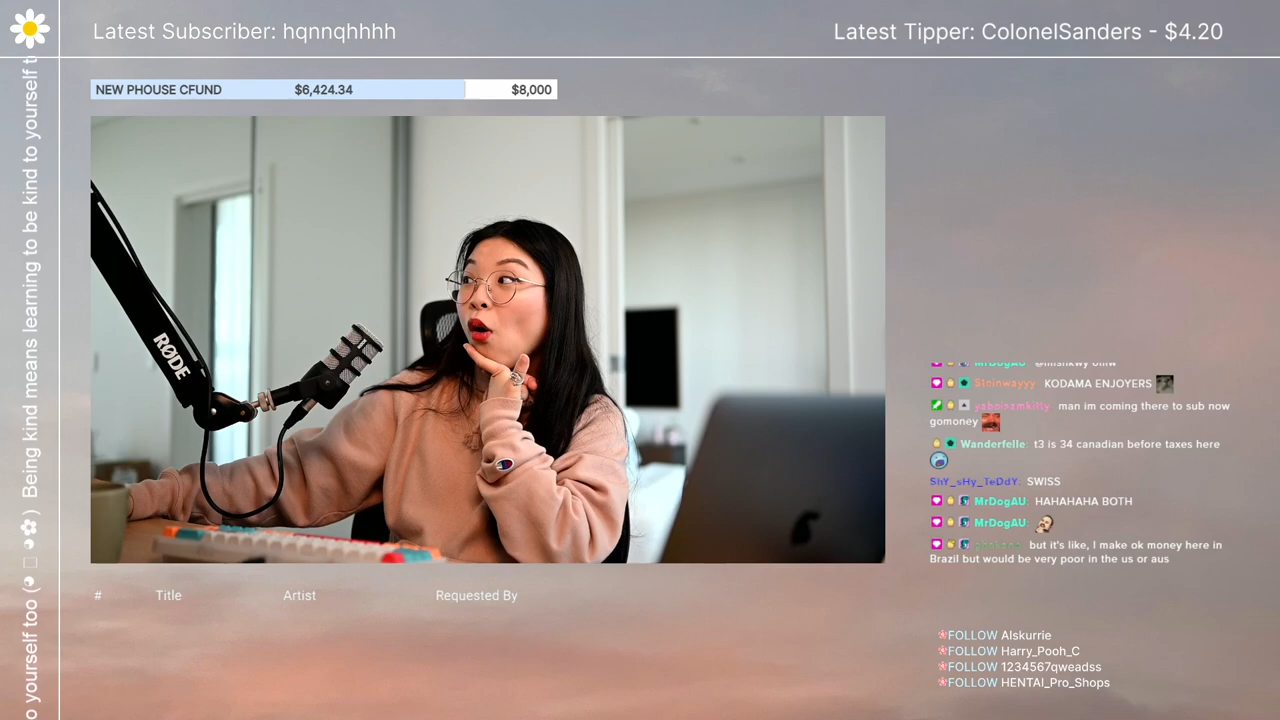 Latest Subscriber: hqnnqhhhh
Latest Tipper: ColonelSanders - $4.20
NEW PHOUSE CFUND $6,424.34 $8,000
Being kind means learning to be kind to yourself t
o yourself too
RØDE
MrDogAU:
Steinwayyy: KODAMA ENJOYERS
man im coming there to sub now
gomoney
Wanderfelle: t3 is 34 canadian before taxes here
ShY_sHy_TeDdY: SWISS
MrDogAU: HAHAHAHA BOTH
MrDogAU:
but it's like, I make ok money here in
Brazil but would be very poor in the us or aus
# Title Artist Requested By
FOLLOW Alskurrie
FOLLOW Harry_Pooh_C
FOLLOW 1234567qweadss
FOLLOW HENTAI_Pro_Shops